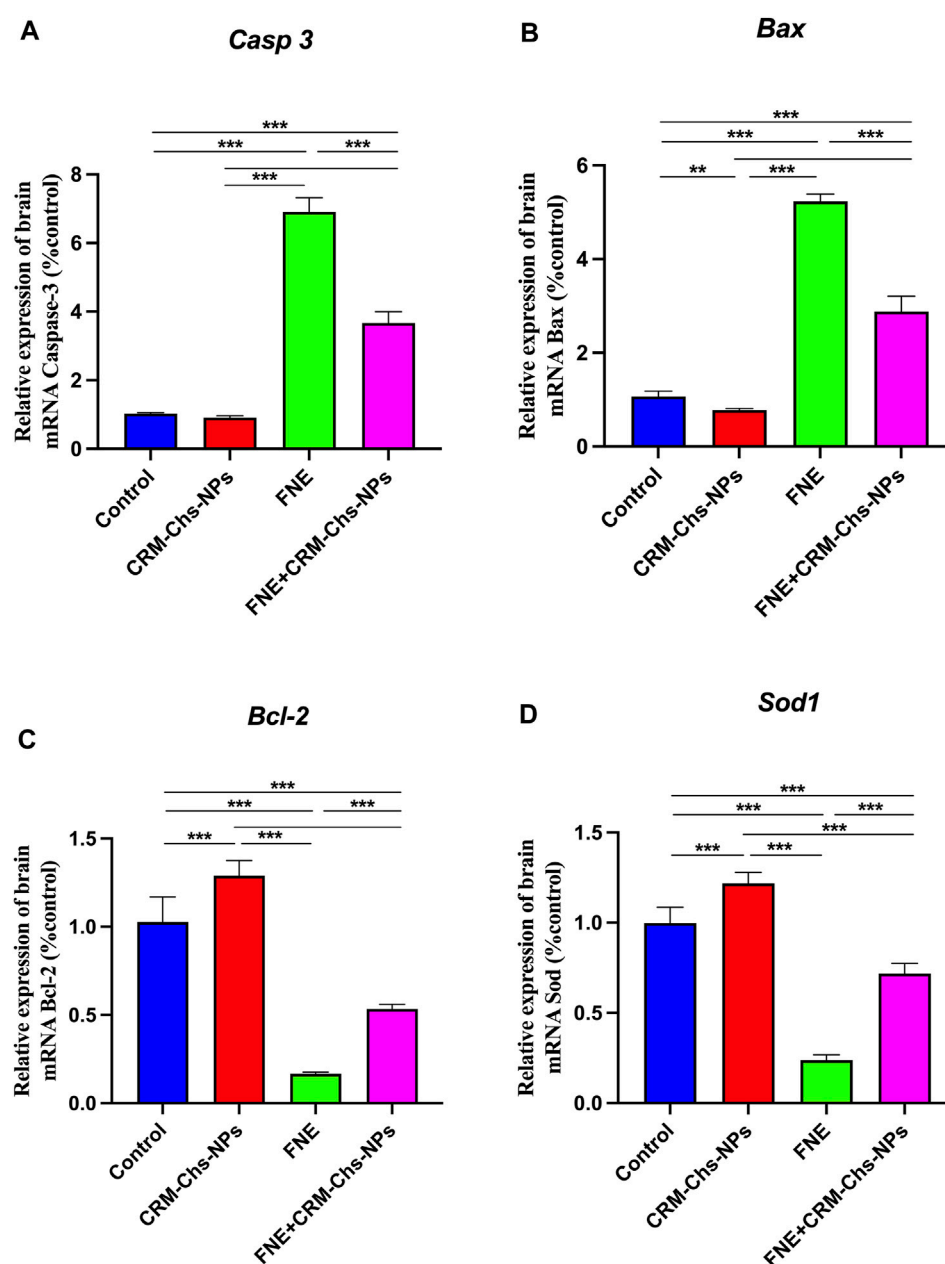 A
Casp 3
***
***
***
***
Relative expression of brain
mRNA Caspase-3 (%control)
8
6
4
2
0
Control
CRM-Chs-NPs
FNE
FNE+CRM-Chs-NPs
B
Bax
***
***
***
**
***
Relative expression of brain
mRNA Bax (%control)
6
4
2
0
Control
CRM-Chs-NPs
FNE
FNE+CRM-Chs-NPs
C
Bcl-2
***
***
***
***
***
Relative expression of brain
mRNA Bcl-2 (%control)
1.5
1.0
0.5
0.0
Control
CRM-Chs-NPs
FNE
FNE+CRM-Chs-NPs
D
Sod1
***
***
***
***
***
***
Relative expression of brain
mRNA Sod (%control)
1.5
1.0
0.5
0.0
Control
CRM-Chs-NPs
FNE
FNE+CRM-Chs-NPs